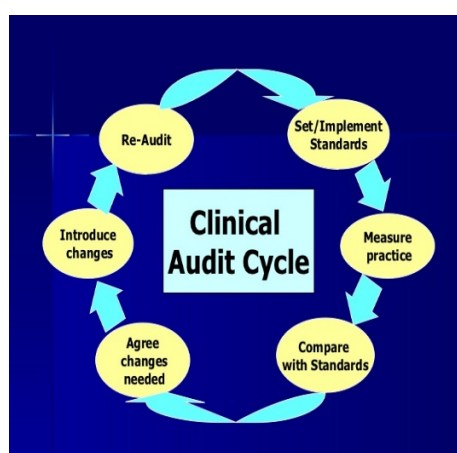 Re-Audit
Set/Implement
Standards
Clinical
Audit Cycle
Introduce
changes
Measure
practice
Agree
changes
needed
Compare
with Standards